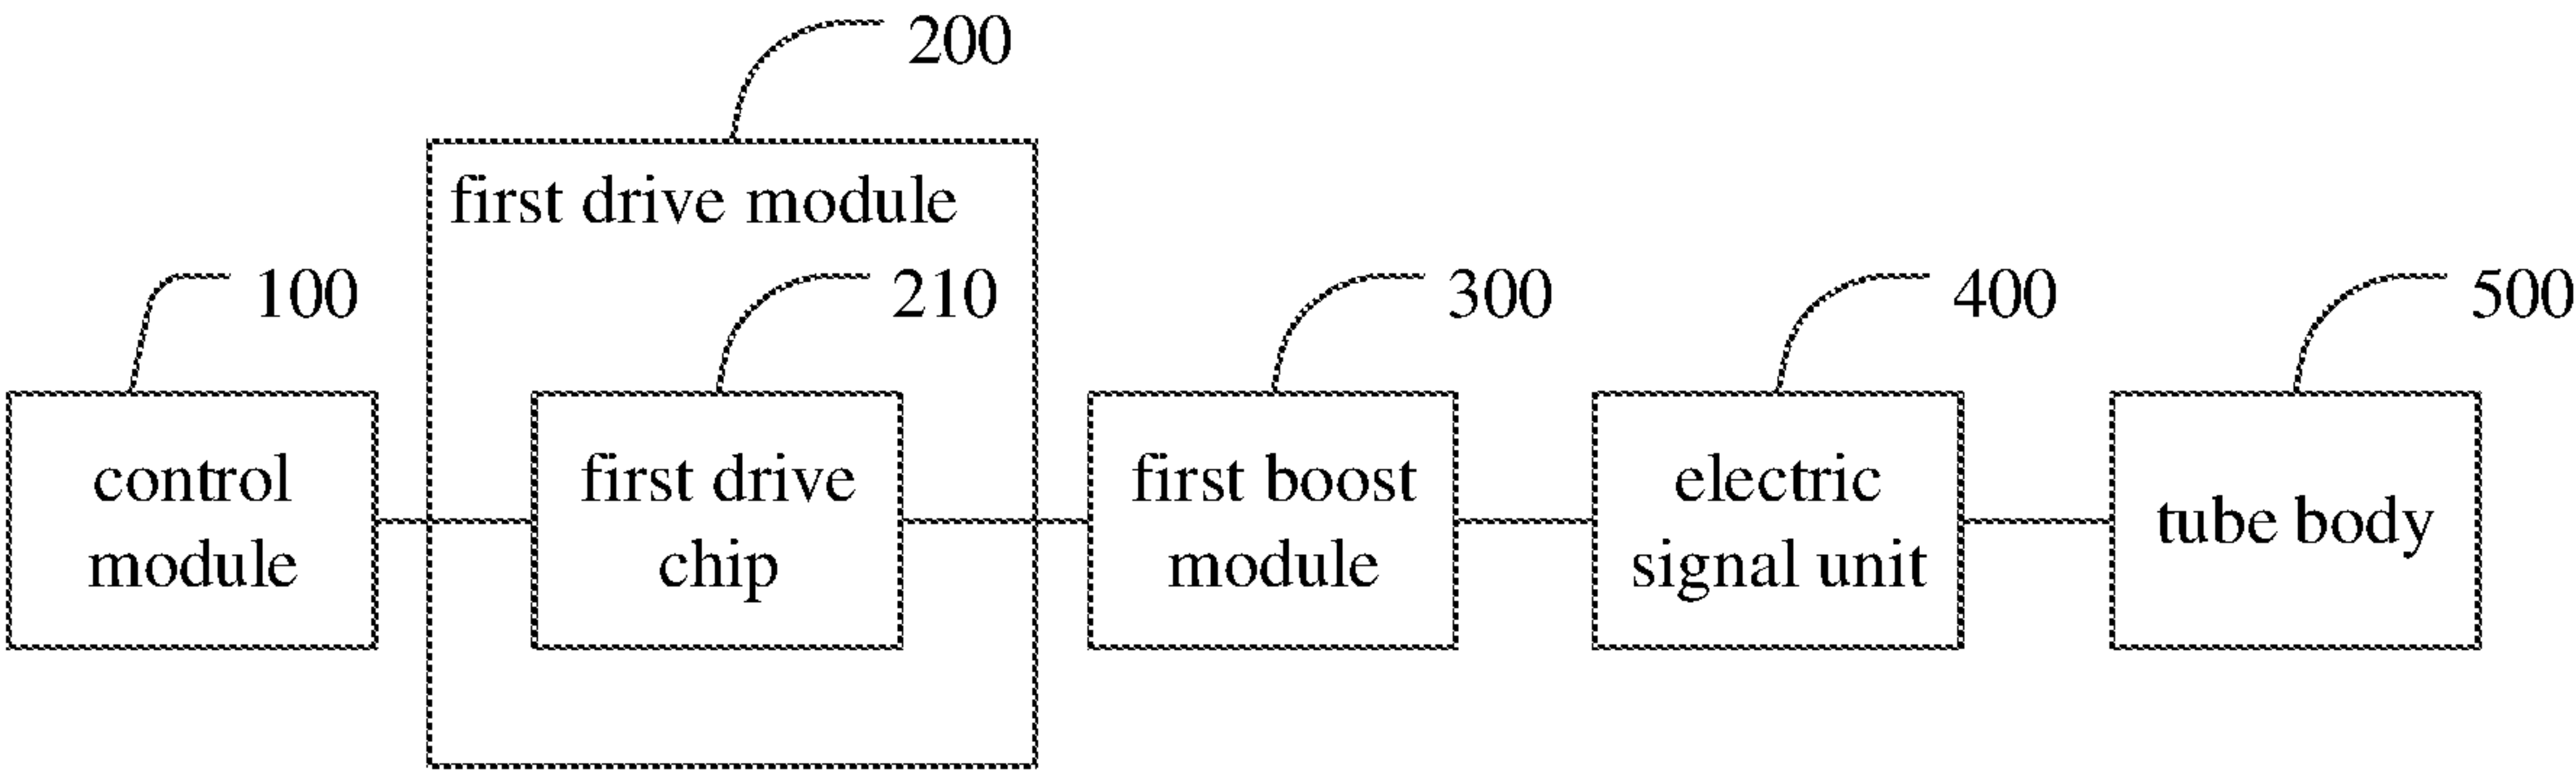 200
first drive module
100
210
300
400
500
control
module
first drive
chip
first boost
module
electric
signal unit
tube body